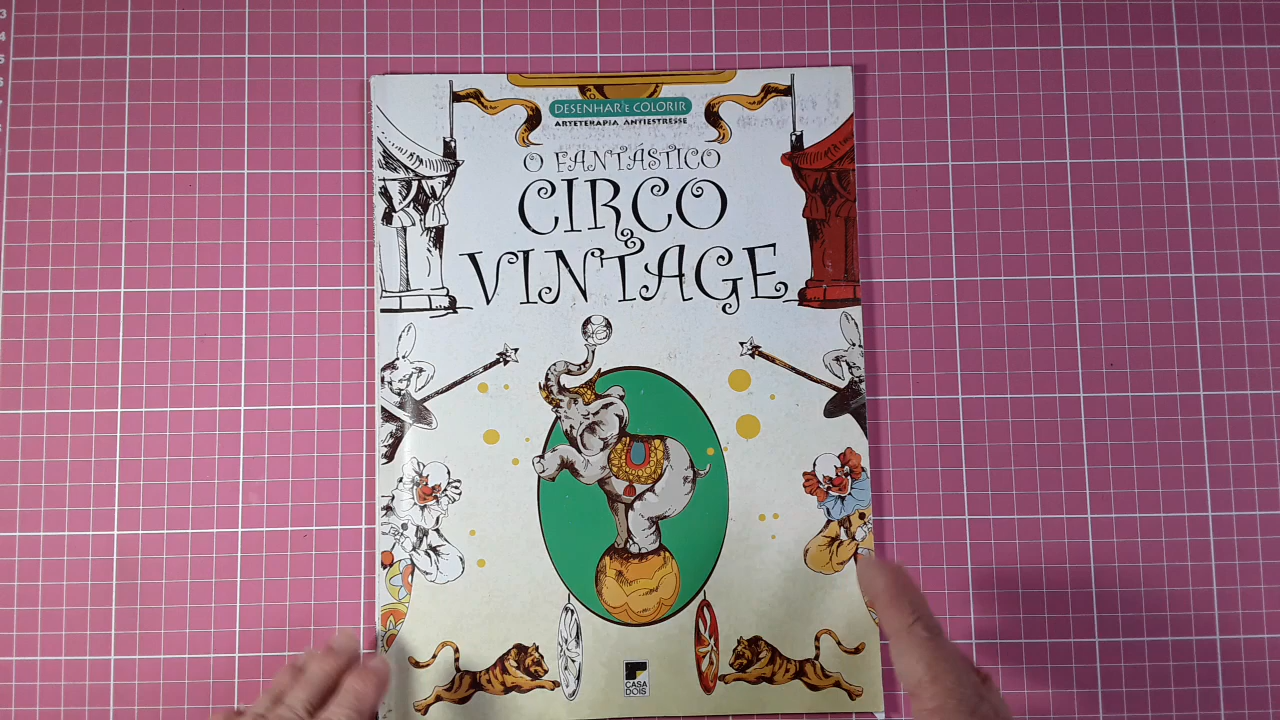 DESENHAR E COLORIR
ARTETERAPIA ANTIESTRESSE
O FANTÁSTICO
CIRCO
VINTAGE
CASA
DOIS